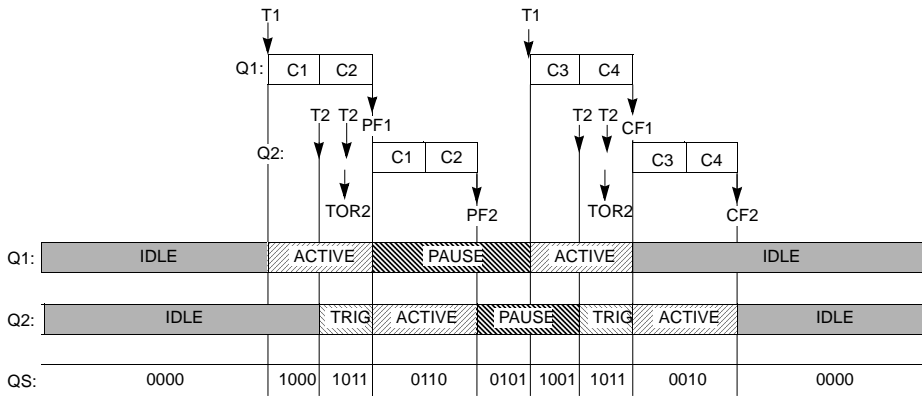 T1 T1
Q1: C1 C2 C3 C4
T2 T2 PF1 T2 T2 CF1
Q2: C1 C2 C3 C4
TOR2 PF2 TOR2 CF2
Q1: IDLE ACTIVE PAUSE ACTIVE IDLE
Q2: IDLE TRIG ACTIVE PAUSE TRIG ACTIVE IDLE
QS: 0000 1000 1011 0110 0101 1001 1011 0010 0000